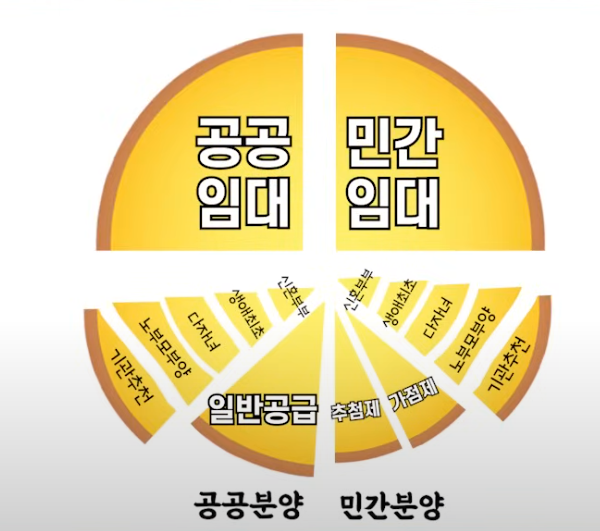 공공
임대
민간
임대
신혼부부
생애최초
다자녀
노부모부양
기관추천
신혼부부
생애최초
다자녀
노부모부양
기관추천
일반공급
추첨제
가점제
공공분양
민간분양